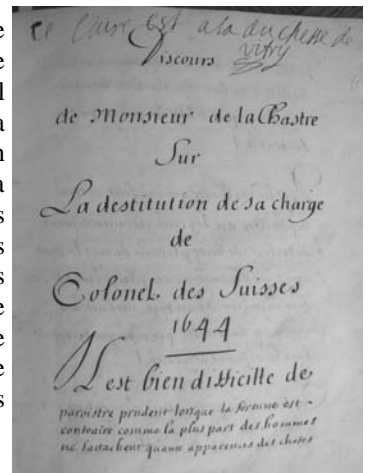 ce Livre Est a la duchesse de
vitry
Discours
de Monsieur de la Chastre
Sur
La destitution de sa charge
de
Colonel des Suisses
1644
Il est bien difficille de
paroistre prudent lorsque la fortune est
contraire comme la plus part des hommes
ne sattachent quaux apparences des choses